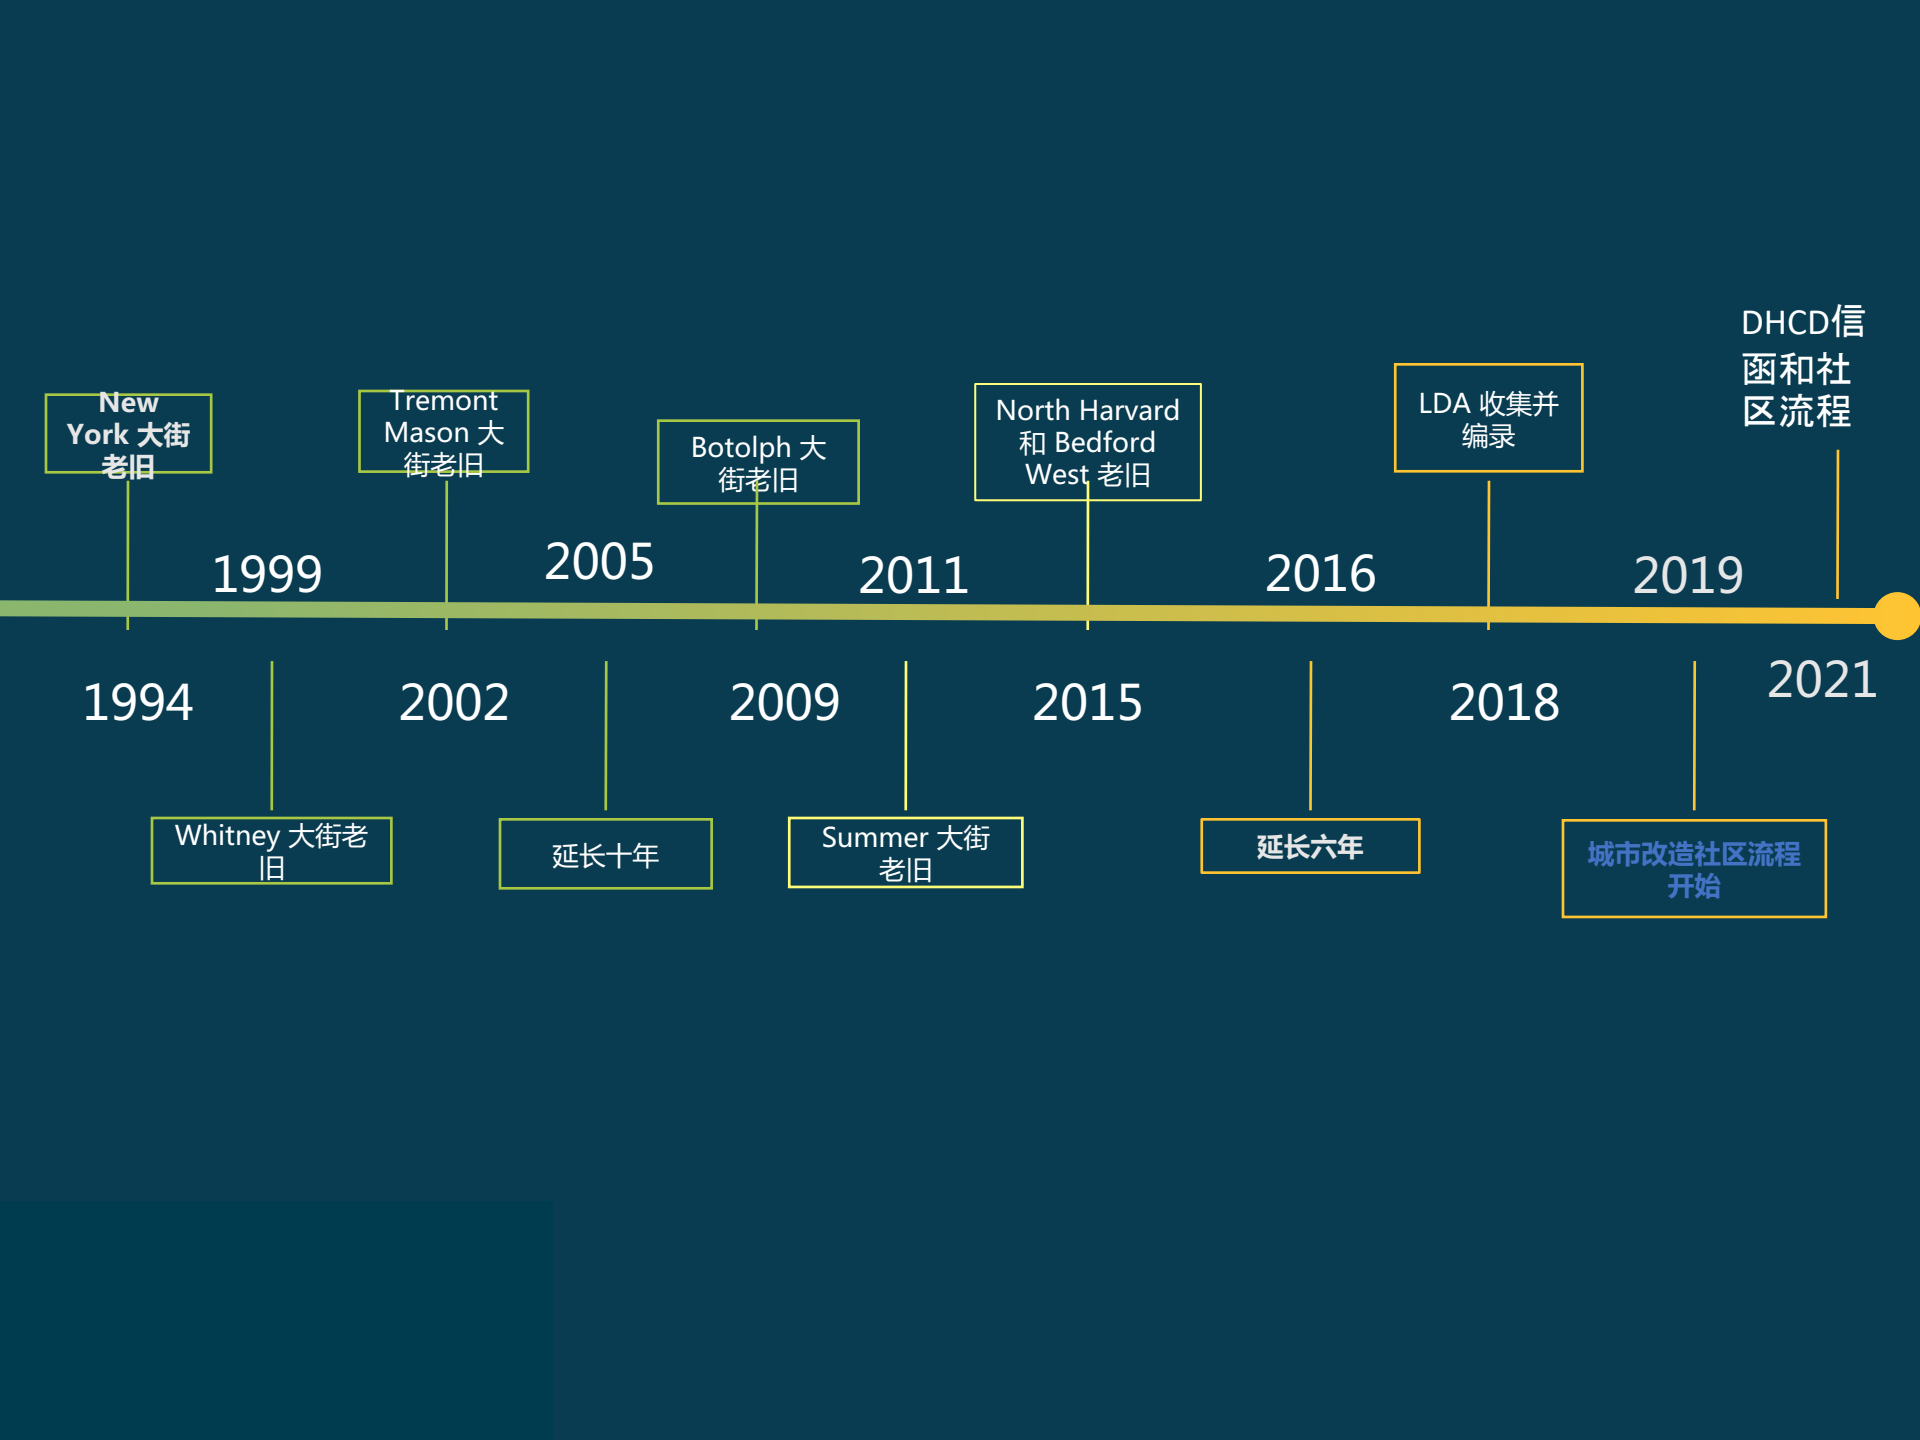 DHCD信
函和社
区流程
New
York 大街
老旧
Tremont
Mason 大
街老旧
Botolph 大
街老旧
North Harvard
和 Bedford
West 老旧
LDA 收集并
编录
1999
2005
2011
2016
2019
1994
2002
2009
2015
2018
2021
Whitney 大街老
旧
延长十年
Summer 大街
老旧
延长六年
城市改造社区流程
开始